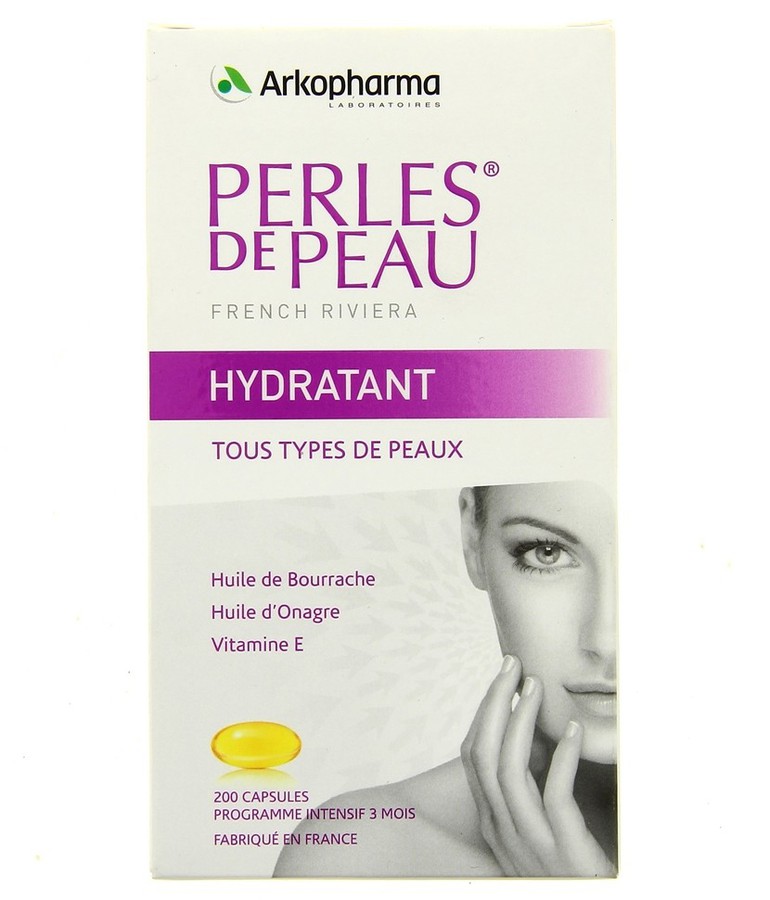 Arkopharma
LABORATOIRES
PERLES®
DE PEAU
FRENCH RIVIERA
HYDRATANT
TOUS TYPES DE PEAUX
Huile de Bourrache
Huile d'Onagre
Vitamine E
200 CAPSULES
PROGRAMME INTENSIF 3 MOIS
FABRIQUÉ EN FRANCE